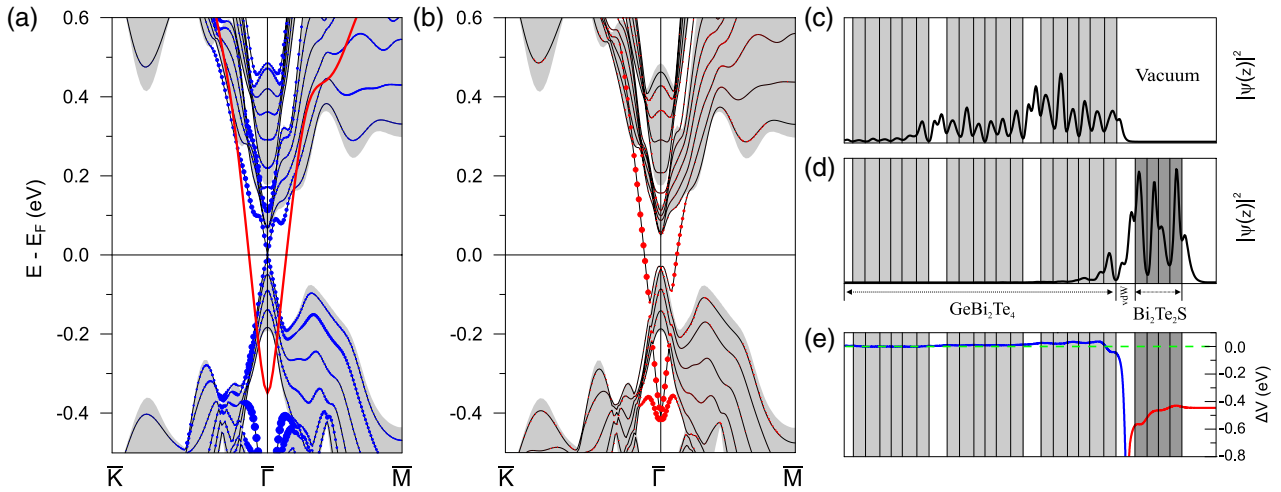 (a)
E - E_F (eV)
0.6
0.4
0.2
0.0
-0.2
-0.4
K̅
Γ̅
M̅
(b)
0.6
0.4
0.2
0.0
-0.2
-0.4
K̅
Γ̅
M̅
(c)
Vacuum
|ψ(z)|²
(d)
|ψ(z)|²
GeBi₂Te₄
vdW
Bi₂Te₂S
(e)
0.0
-0.2
-0.4
-0.6
-0.8
ΔV (eV)